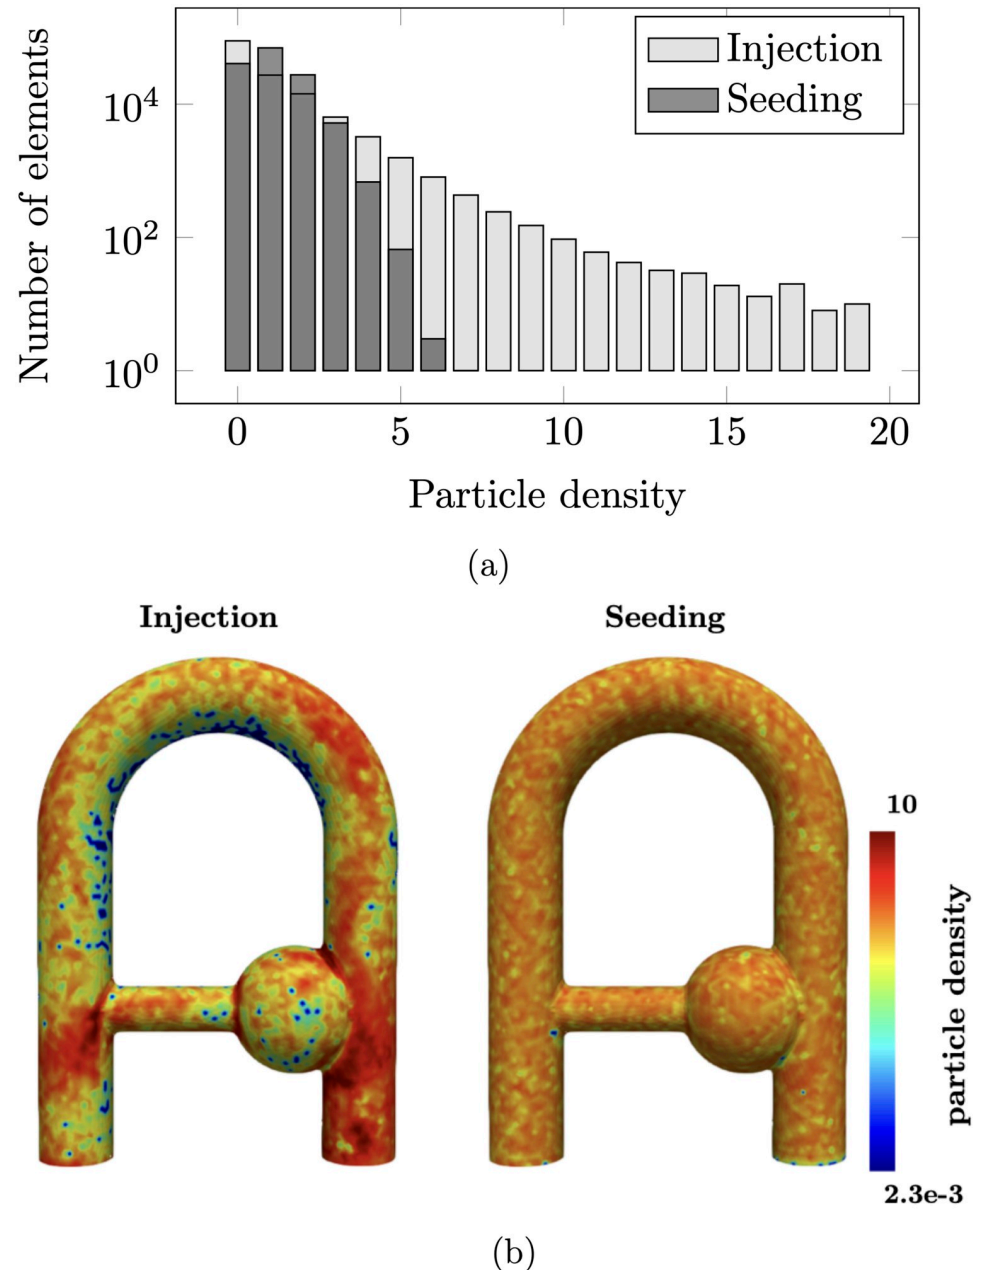 Number of elements
10^4
10^2
10^0
Injection
Seeding
0 5 10 15 20
Particle density
(a)
Injection Seeding
10
particle density
2.3e-3
(b)